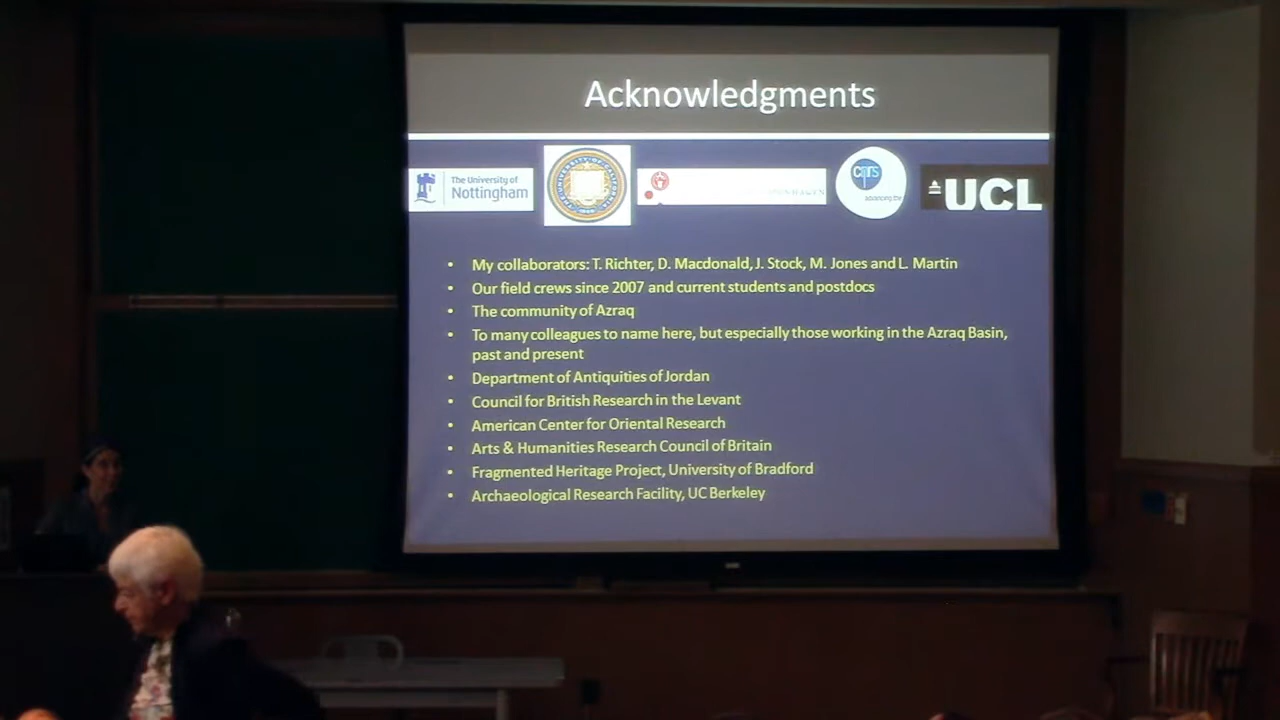 Acknowledgments
The University of
Nottingham
cnrs
UCL
• My collaborators: T. Richter, D. Macdonald, J. Stock, M. Jones and L. Martin
• Our field crews since 2007 and current students and postdocs
• The community of Azraq
• To many colleagues to name here, but especially those working in the Azraq Basin,
past and present
• Department of Antiquities of Jordan
• Council for British Research in the Levant
• American Center for Oriental Research
• Arts & Humanities Research Council of Britain
• Fragmented Heritage Project, University of Bradford
• Archaeological Research Facility, UC Berkeley